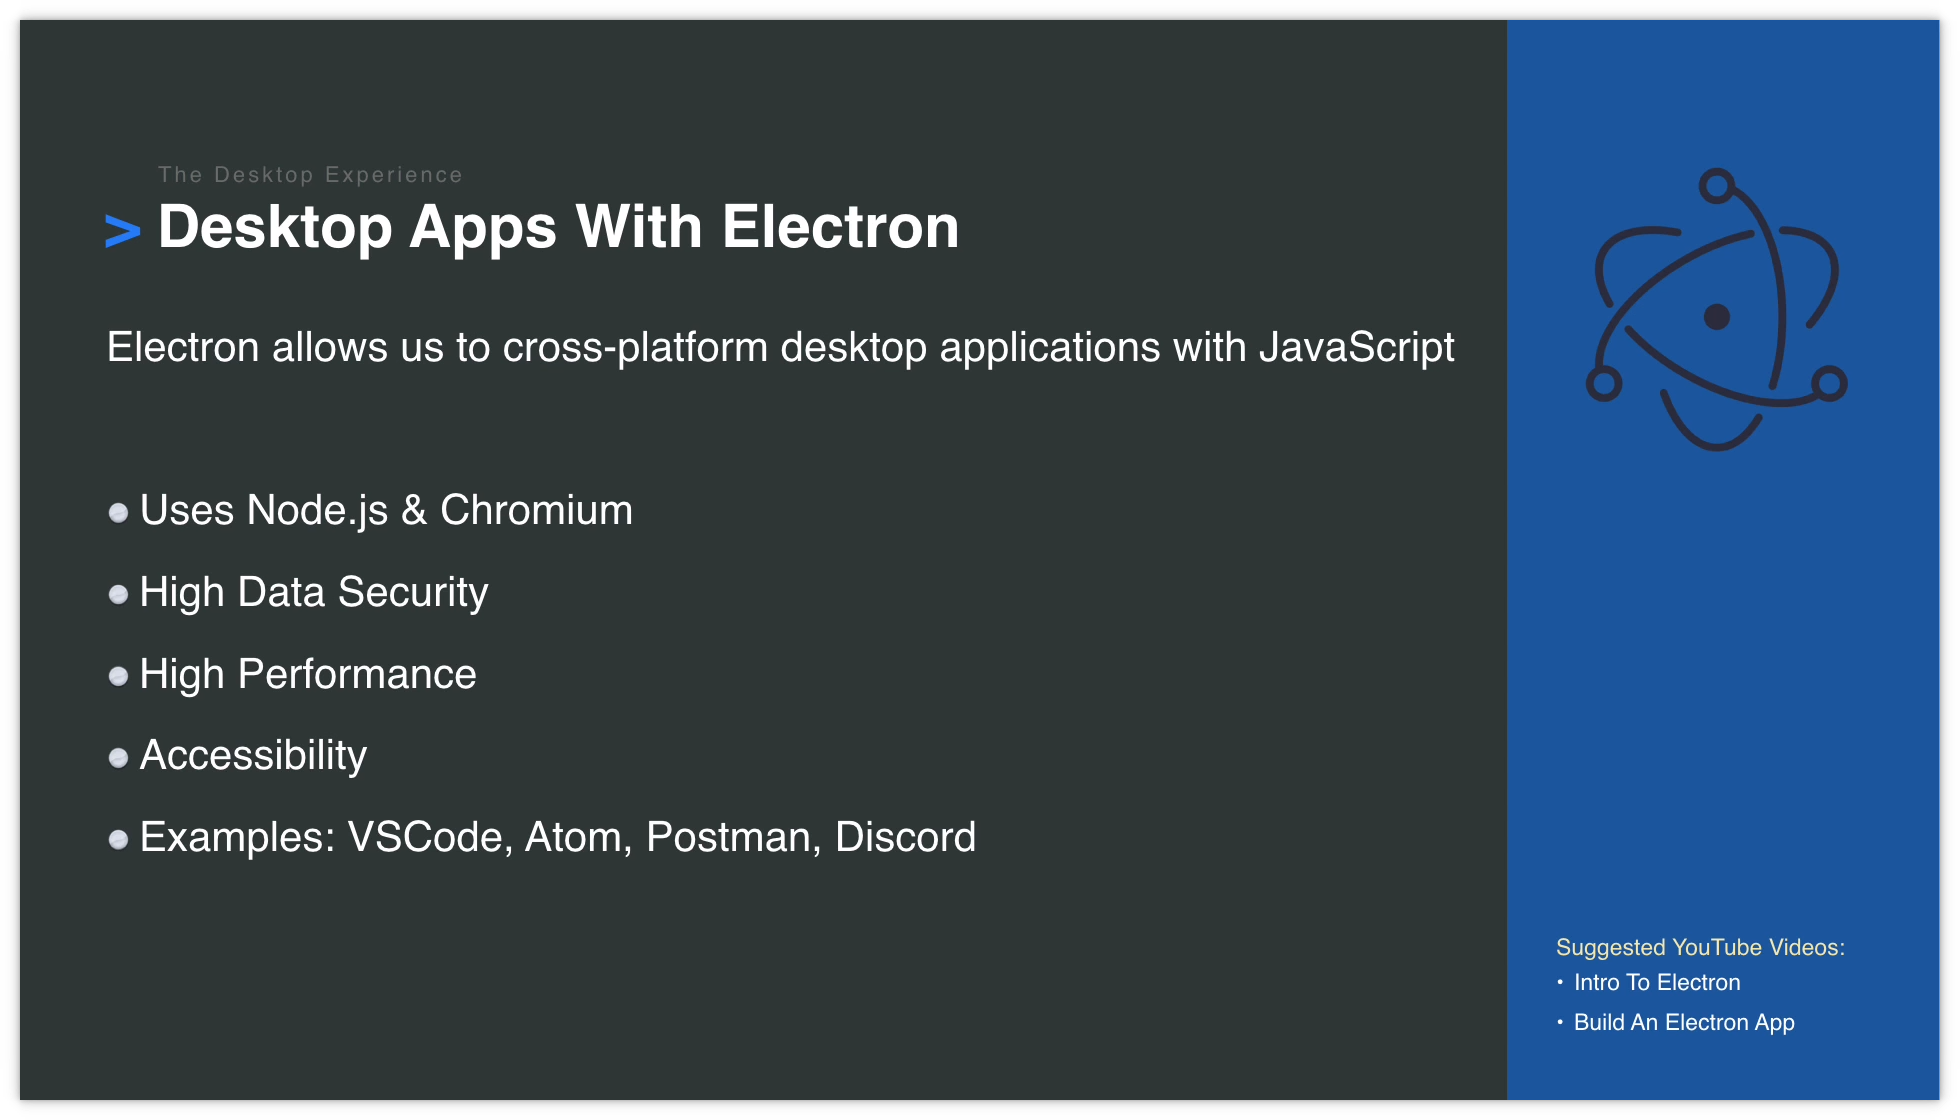 The Desktop Experience
> Desktop Apps With Electron
Electron allows us to cross-platform desktop applications with JavaScript
Uses Node.js & Chromium
High Data Security
High Performance
Accessibility
Examples: VSCode, Atom, Postman, Discord
Suggested YouTube Videos:
• Intro To Electron
• Build An Electron App